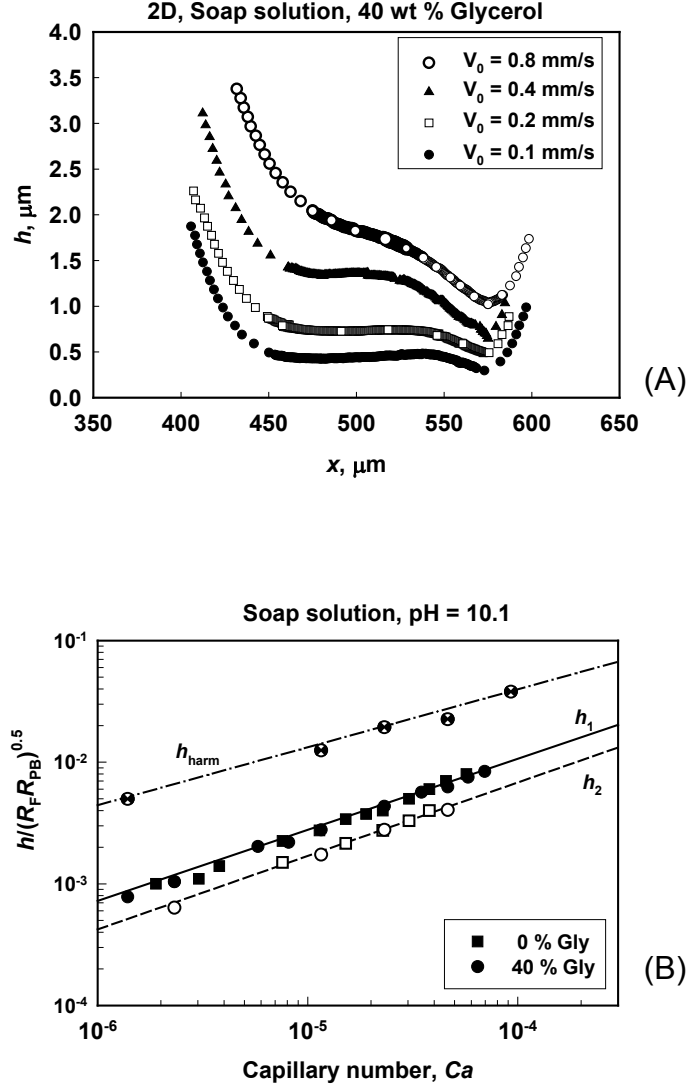 2D, Soap solution, 40 wt % Glycerol
4.0
3.5
3.0
2.5
2.0
1.5
1.0
0.5
0.0
h, μm
V0 = 0.8 mm/s
V0 = 0.4 mm/s
V0 = 0.2 mm/s
V0 = 0.1 mm/s
350 400 450 500 550 600 650
x, μm
(A)
Soap solution, pH = 10.1
10-1
10-2
10-3
10-4
h/(RFRPB)0.5
hharm
h1
h2
0 % Gly
40 % Gly
10-6 10-5 10-4
Capillary number, Ca
(B)